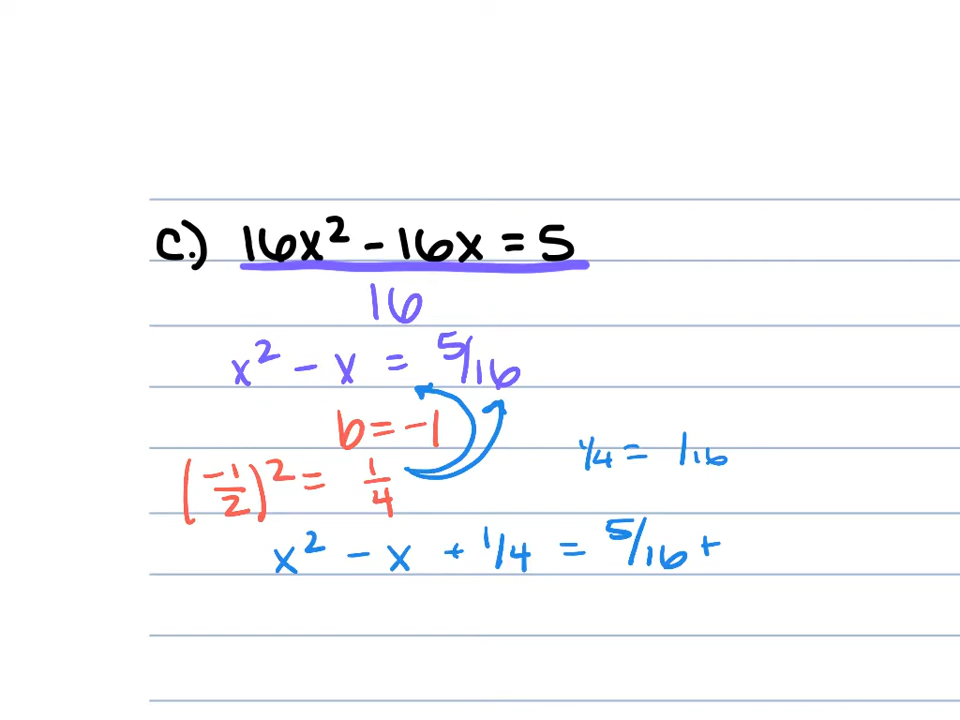 c.) 16x² - 16x = 5
16
x² - x = 5/16
b = -1
(-1/2)² = 1/4
1/4 = /16
x² - x + 1/4 = 5/16 +